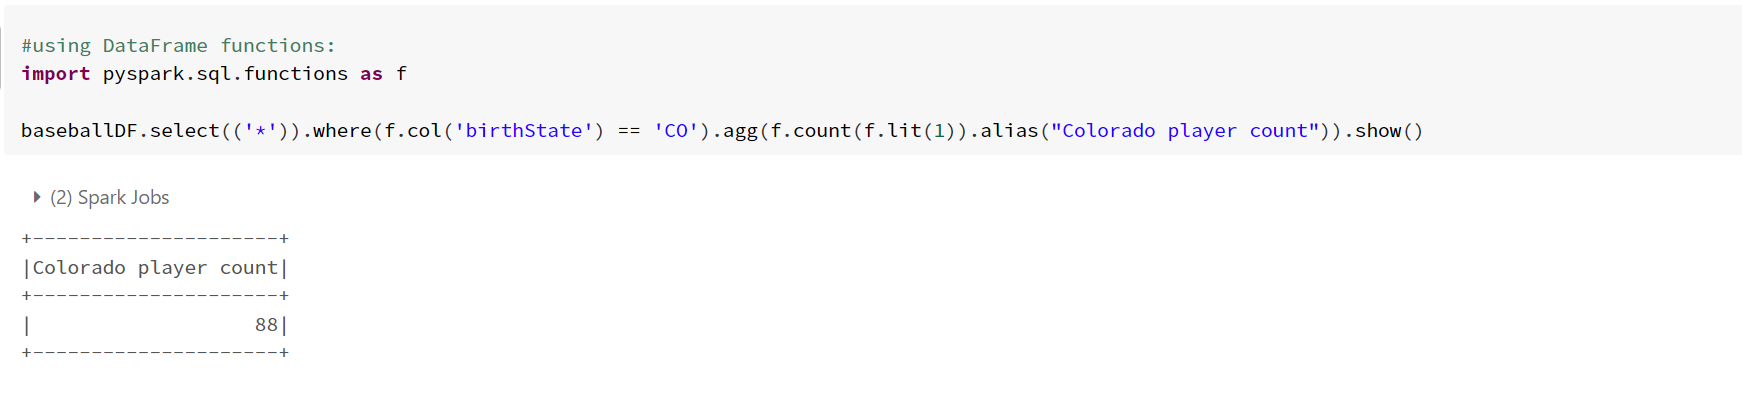 #using DataFrame functions:
import pyspark.sql.functions as f
baseballDF.select(('*')).where(f.col('birthState') == 'CO').agg(f.count(f.lit(1)).alias("Colorado player count")).show()
(2) Spark Jobs
+---------------------+
|Colorado player count|
+---------------------+
|                   88|
+---------------------+